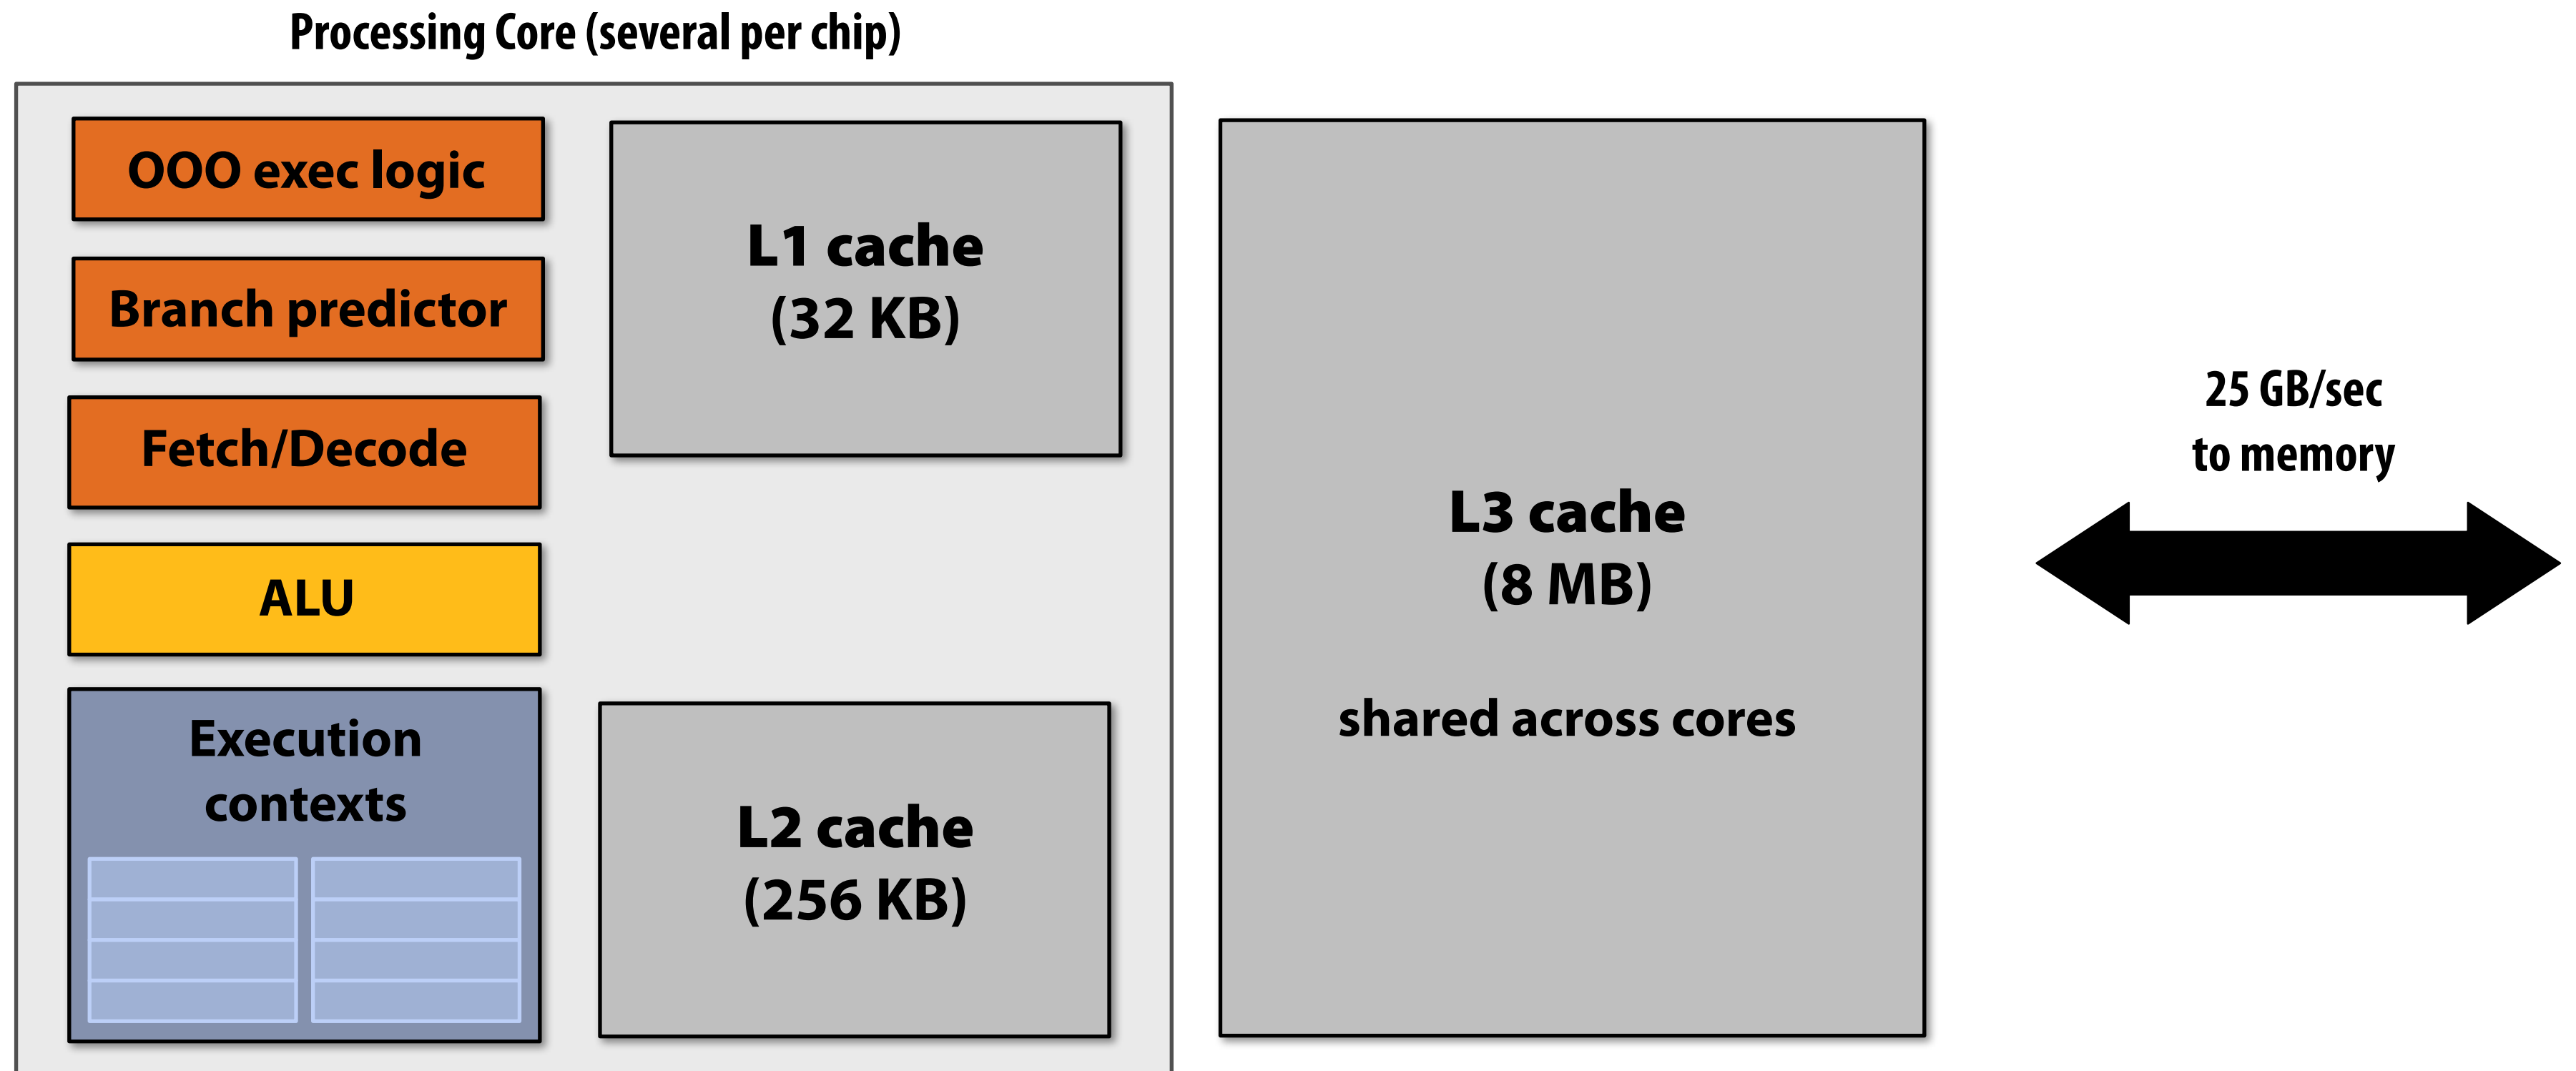 Processing Core (several per chip)
OOO exec logic
Branch predictor
Fetch/Decode
ALU
Execution
contexts
L1 cache
(32 KB)
L2 cache
(256 KB)
L3 cache
(8 MB)
shared across cores
25 GB/sec
to memory